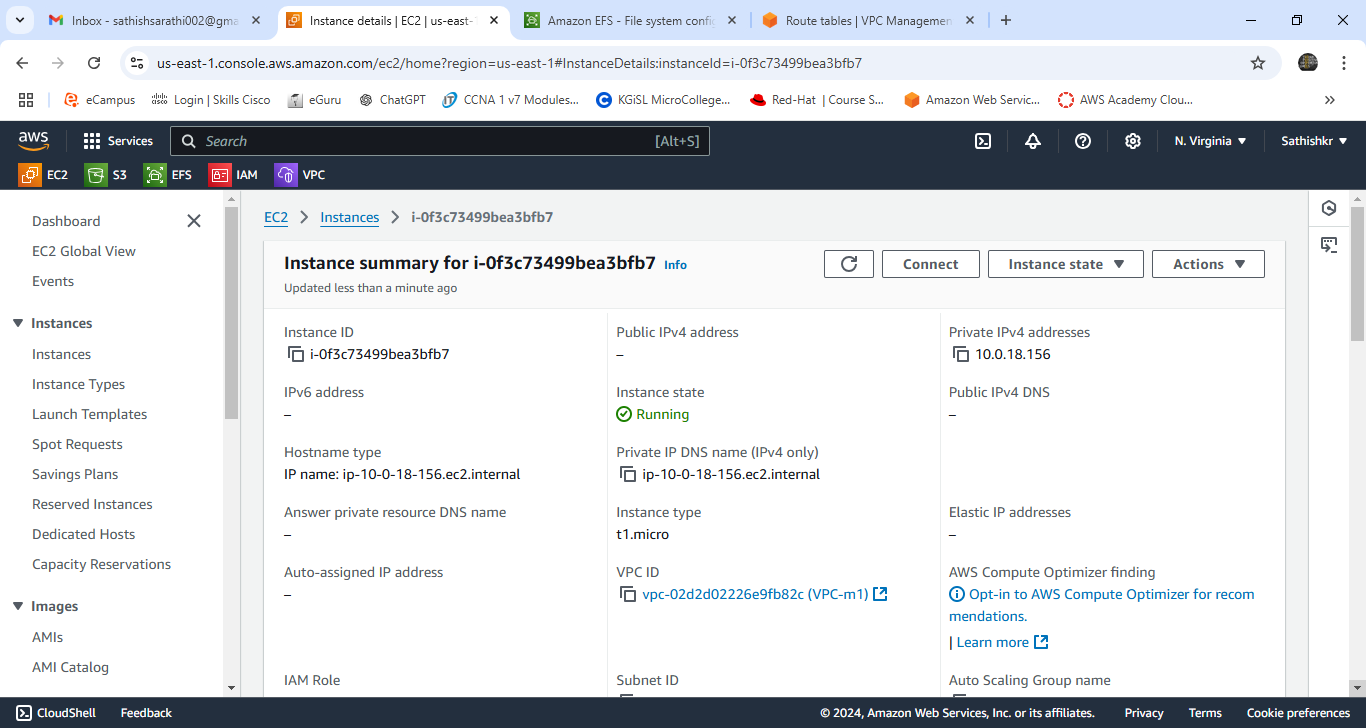 Inbox - sathishsarathi002@gma
Instance details | EC2 | us-east-
Amazon EFS - File system config
Route tables | VPC Managemen
us-east-1.console.aws.amazon.com/ec2/home?region=us-east-1#InstanceDetails:instanceId=i-0f3c73499bea3bfb7
eCampus
Login | Skills Cisco
eGuru
ChatGPT
CCNA 1 v7 Modules...
KGiSL MicroCollege...
Red-Hat | Course S...
Amazon Web Servic...
AWS Academy Clou...
aws
Services
Search
[Alt+S]
N. Virginia
Sathishkr
EC2
S3
EFS
IAM
VPC
Dashboard
EC2 Global View
Events
Instances
Instances
Instance Types
Launch Templates
Spot Requests
Savings Plans
Reserved Instances
Dedicated Hosts
Capacity Reservations
Images
AMIs
AMI Catalog
EC2
Instances
i-0f3c73499bea3bfb7
Instance summary for i-0f3c73499bea3bfb7 Info
Updated less than a minute ago
Connect
Instance state
Actions
Instance ID
i-0f3c73499bea3bfb7
Public IPv4 address
–
Private IPv4 addresses
10.0.18.156
IPv6 address
–
Instance state
Running
Public IPv4 DNS
–
Hostname type
IP name: ip-10-0-18-156.ec2.internal
Private IP DNS name (IPv4 only)
ip-10-0-18-156.ec2.internal
Answer private resource DNS name
–
Instance type
t1.micro
Elastic IP addresses
–
Auto-assigned IP address
–
VPC ID
vpc-02d2d02226e9fb82c (VPC-m1)
AWS Compute Optimizer finding
Opt-in to AWS Compute Optimizer for recom
mendations.
| Learn more
IAM Role
Subnet ID
Auto Scaling Group name
CloudShell
Feedback
© 2024, Amazon Web Services, Inc. or its affiliates.
Privacy
Terms
Cookie preferences